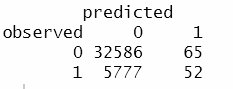 predicted
observed 0 1
0 32586 65
1 5777 52